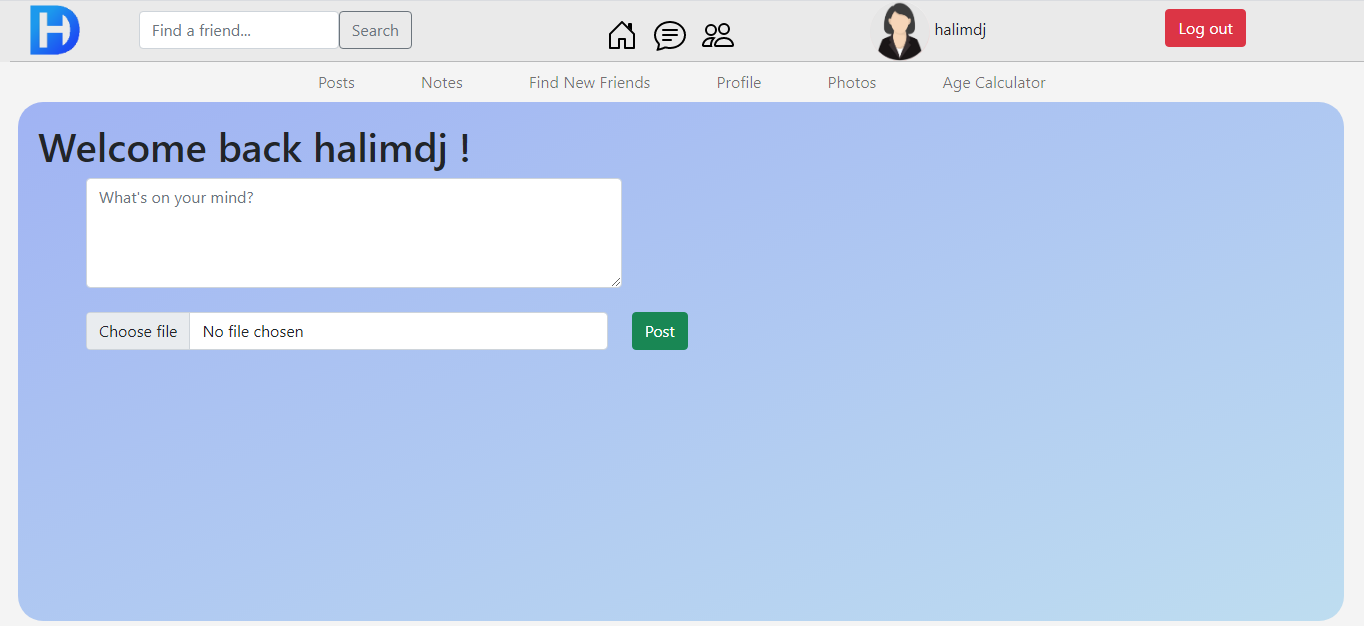 Find a friend... Search halimdj Log out
Posts Notes Find New Friends Profile Photos Age Calculator
Welcome back halimdj !
What's on your mind?
Choose file No file chosen Post